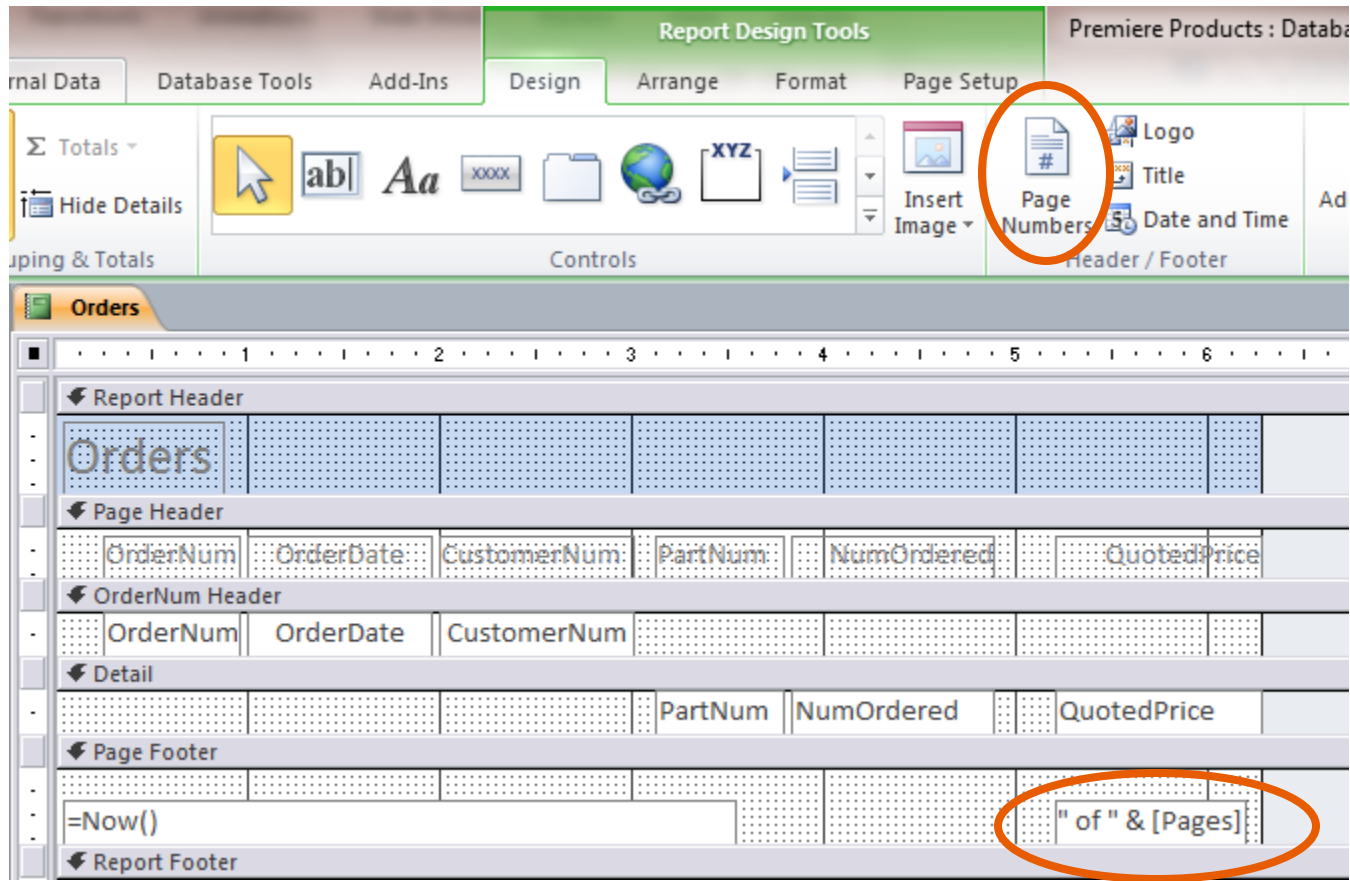 Report Design Tools Premiere Products : Databa
rnal Data Database Tools Add-Ins Design Arrange Format Page Setup
Σ Totals
Hide Details
ab| Aa XXXX XYZ
Insert Image
# Page Numbers
Logo
Title
Date and Time
Ad
uping & Totals Controls Header / Footer
Orders
1 2 3 4 5 6
Report Header
Orders
Page Header
OrderNum OrderDate CustomerNum PartNum NumOrdered QuotedPrice
OrderNum Header
OrderNum OrderDate CustomerNum
Detail
PartNum NumOrdered QuotedPrice
Page Footer
=Now() " of " & [Pages]
Report Footer